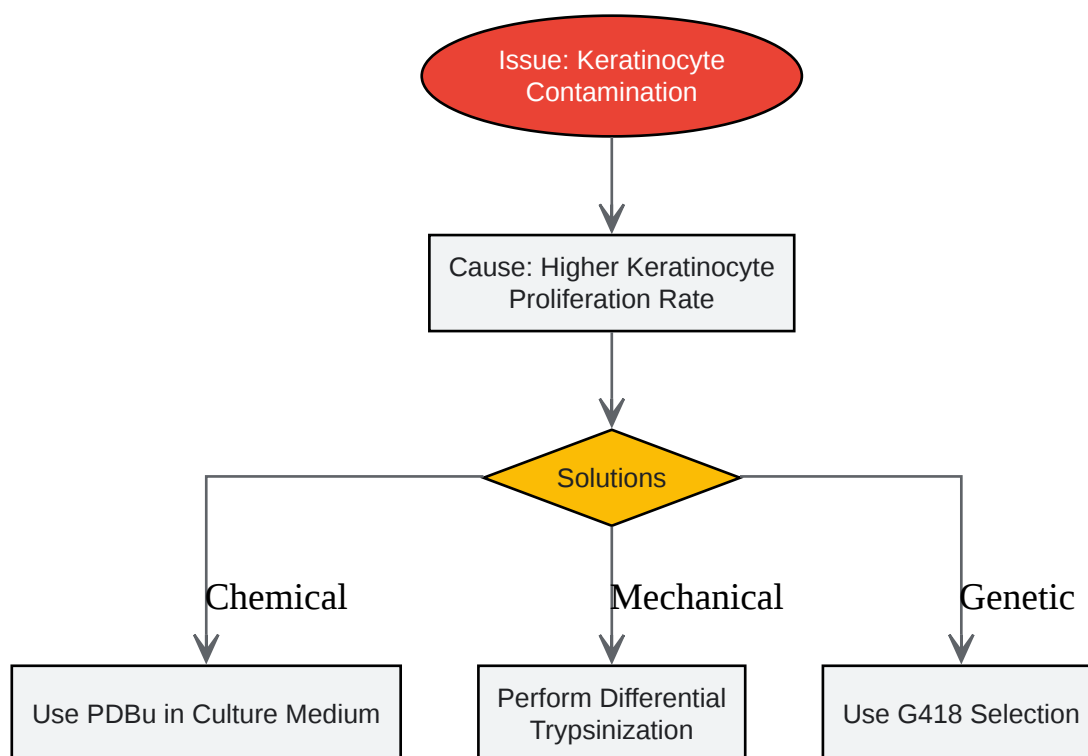 Issue: Keratinocyte
Contamination
Cause: Higher Keratinocyte
Proliferation Rate
Solutions
Chemical
Mechanical
Genetic
Use PDBu in Culture Medium
Perform Differential
Trypsinization
Use G418 Selection